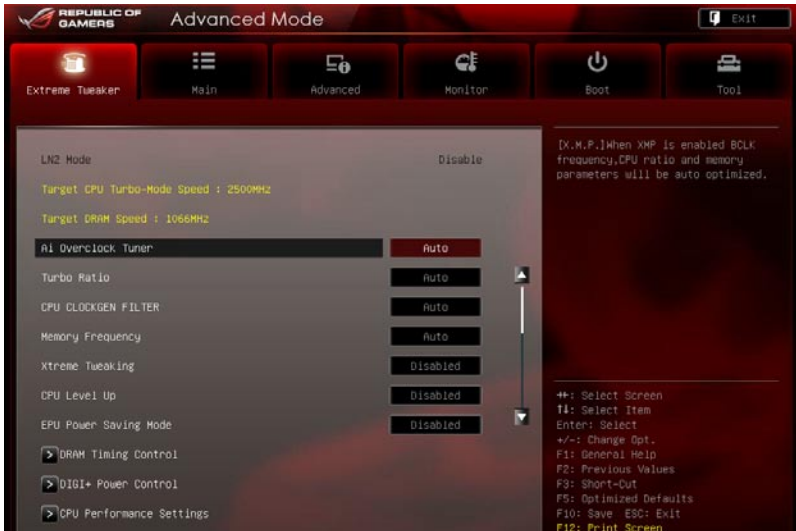 REPUBLIC OF
GAMERS
Advanced Mode
Exit
Extreme Tweaker
Main
Advanced
Monitor
Boot
Tool
LN2 Mode Disable
Target CPU Turbo-Mode Speed : 2500MHz
Target DRAM Speed : 1066MHz
Ai Overclock Tuner Auto
Turbo Ratio Auto
CPU CLOCKGEN FILTER Auto
Memory Frequency Auto
Xtreme Tweaking Disabled
CPU Level Up Disabled
EPU Power Saving Mode Disabled
> DRAM Timing Control
> DIGI+ Power Control
> CPU Performance Settings
[X.M.P.]When XMP is enabled BCLK
frequency,CPU ratio and memory
parameters will be auto optimized.
→←: Select Screen
↑↓: Select Item
Enter: Select
+/-: Change Opt.
F1: General Help
F2: Previous Values
F3: Short-Cut
F5: Optimized Defaults
F10: Save ESC: Exit
F12: Print Screen